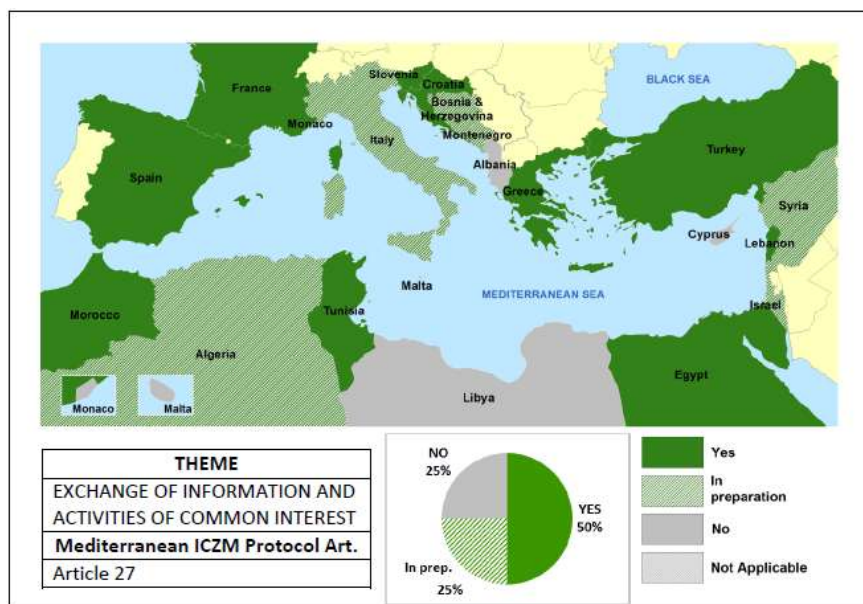 BLACK SEA
Slovenia
Croatia
France
Bosnia &
Herzegovina
Monaco
Italy
Montenegro
Turkey
Spain
Albania
Greece
Syria
Cyprus
Lebanon
Malta
MEDITERRANEAN SEA
Israel
Morocco
Tunisia
Algeria
Egypt
Libya
Monaco
Malta
THEME
EXCHANGE OF INFORMATION AND
ACTIVITIES OF COMMON INTEREST
Mediterranean ICZM Protocol Art.
Article 27
NO
25%
YES
50%
In prep.
25%
Yes
In
preparation
No
Not Applicable